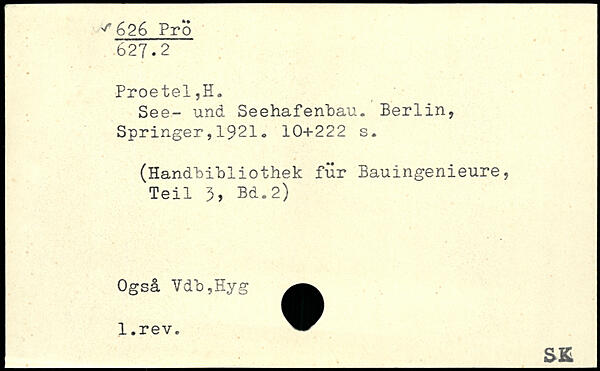 626 Prö
627.2
Proetel,H.
See- und Seehafenbau. Berlin,
Springer,1921. 10+222 s.
(Handbibliothek für Bauingenieure,
Teil 3, Bd.2)
Også Vdb,Hyg
1.rev.
SK